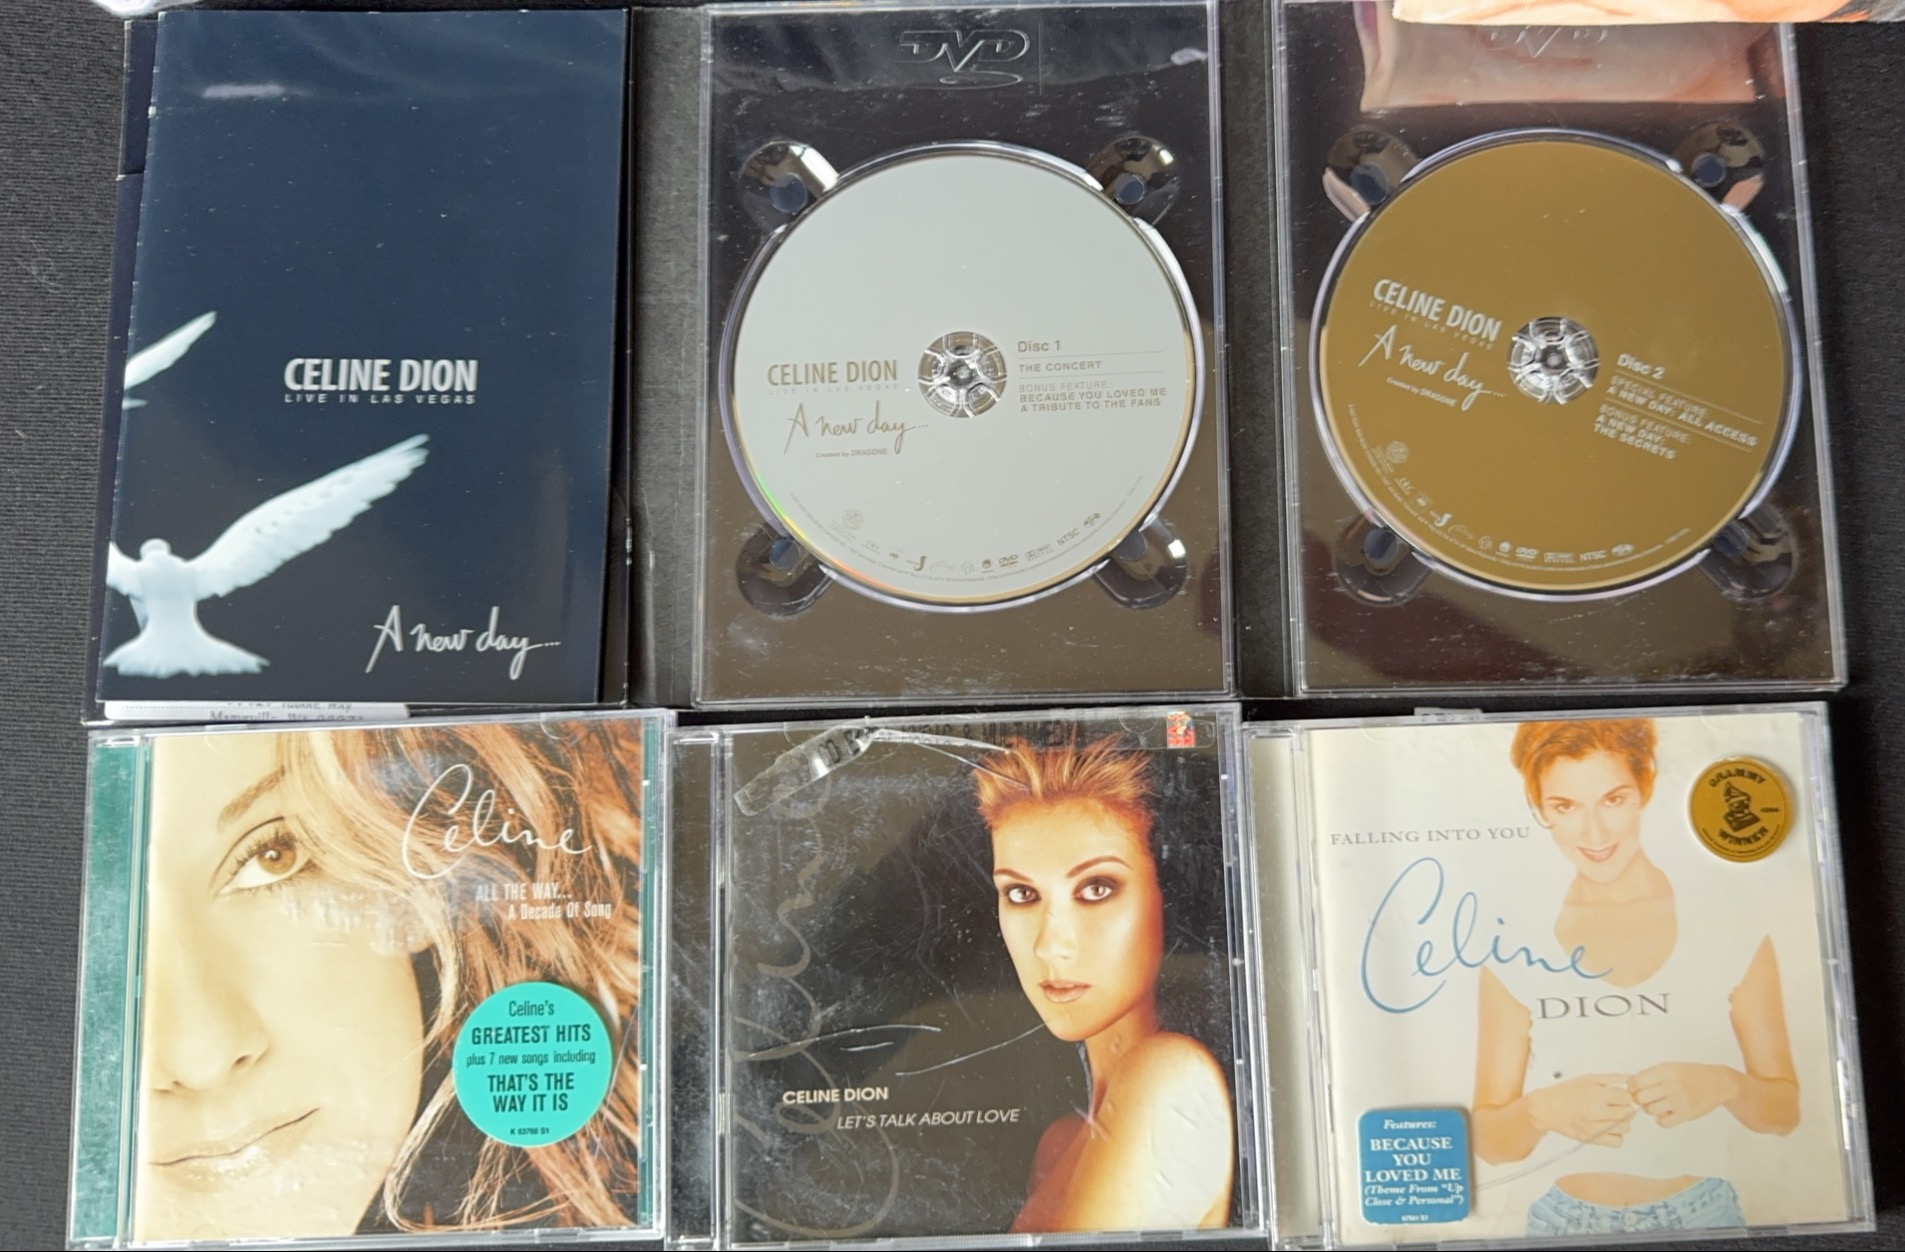 CELINE DION
LIVE IN LAS VEGAS
A new day...
DVD
CELINE DION
LIVE IN LAS VEGAS
A new day...
Created by DRAGONE
Disc 1
THE CONCERT
BONUS FEATURE:
BECAUSE YOU LOVED ME
A TRIBUTE TO THE FANS
DVD
NTSC
CELINE DION
LIVE IN LAS VEGAS
A new day...
Created by DRAGONE
Disc 2
SPECIAL FEATURE:
A NEW DAY: ALL ACCESS
BONUS FEATURE:
A NEW DAY:
THE SECRETS
DVD
NTSC
Celine
ALL THE WAY...
A Decade Of Song
Celine's
GREATEST HITS
plus 7 new songs including
THAT'S THE
WAY IT IS
K 63760 S1
CELINE DION
LET'S TALK ABOUT LOVE
FALLING INTO YOU
Celine
DION
GRAMMY
WINNER
Features:
BECAUSE
YOU
LOVED ME
(Theme From "Up
Close & Personal")